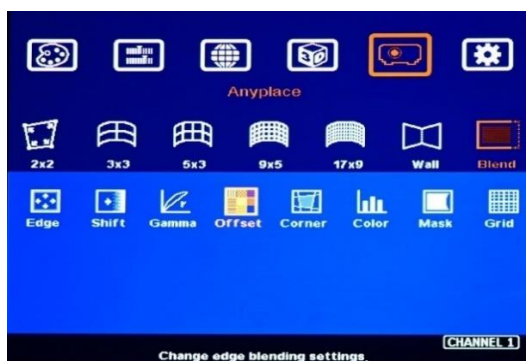 Anyplace
2x2 3x3 5x3 9x5 17x9 Wall Blend
Edge Shift Gamma Offset Corner Color Mask Grid
CHANNEL 1
Change edge blending settings.